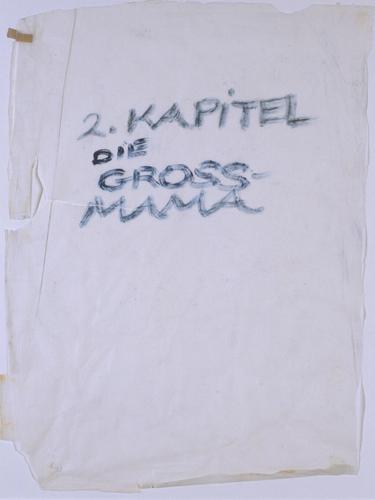 2. KAPiTEL
DIE
GROSS-
MAMA